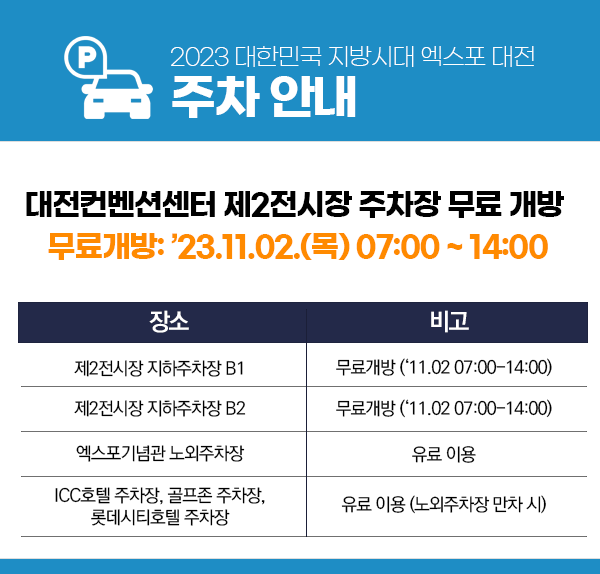 P
2023 대한민국 지방시대 엑스포 대전
주차 안내
대전컨벤션센터 제2전시장 주차장 무료 개방
무료개방: ’23.11.02.(목) 07:00 ~ 14:00
장소 비고
제2전시장 지하주차장 B1 무료개방 (‘11.02 07:00-14:00)
제2전시장 지하주차장 B2 무료개방 (‘11.02 07:00-14:00)
엑스포기념관 노외주차장 유료 이용
ICC호텔 주차장, 골프존 주차장,
롯데시티호텔 주차장 유료 이용 (노외주차장 만차 시)